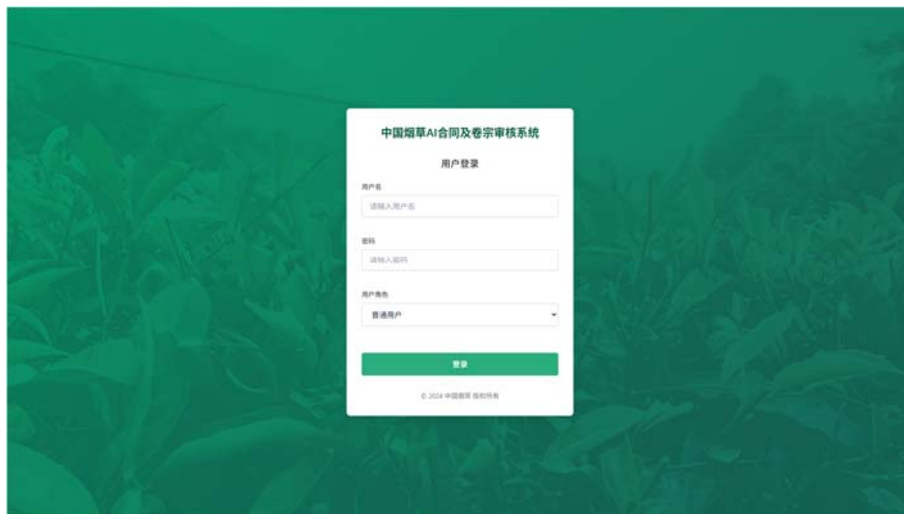 中国烟草AI合同及卷宗审核系统
用户登录
用户名
请输入用户名
密码
请输入密码
用户角色
普通用户
登录
© 2024 中国烟草 版权所有